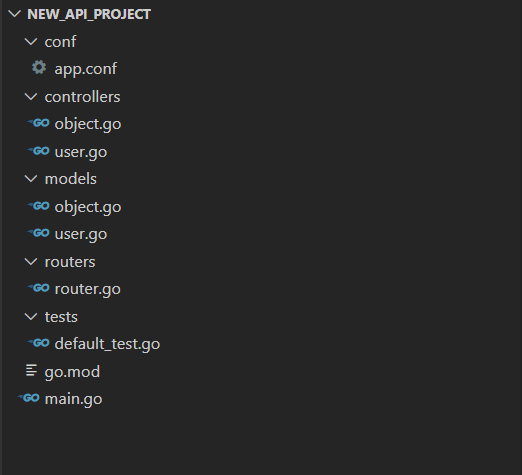 NEW_API_PROJECT
conf
app.conf
controllers
GO object.go
GO user.go
models
GO object.go
GO user.go
routers
GO router.go
tests
GO default_test.go
go.mod
GO main.go